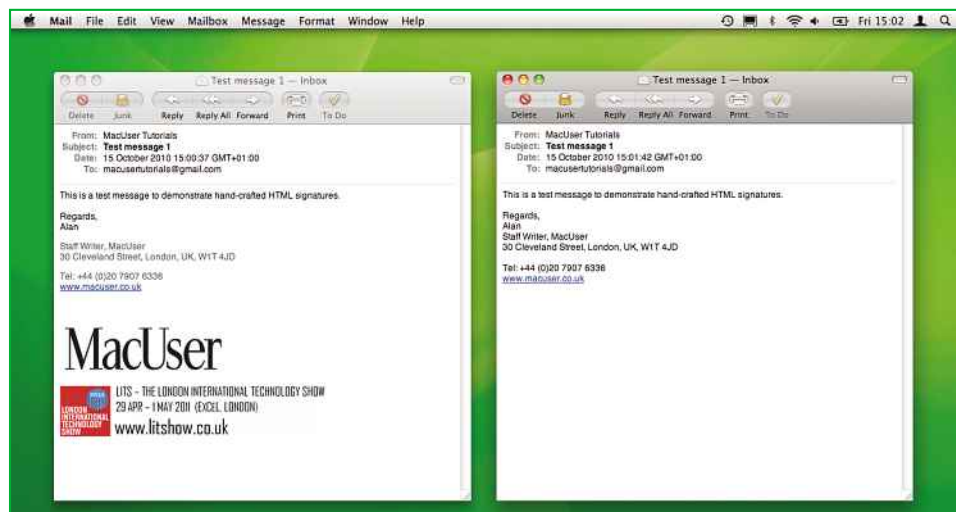 Mail File Edit View Mailbox Message Format Window Help
Fri 15:02
Test message 1 — Inbox
Delete Junk Reply Reply All Forward Print To Do
From: MacUser Tutorials
Subject: Test message 1
Date: 15 October 2010 15:00:37 GMT+01:00
To: macusertutorials@gmail.com
This is a test message to demonstrate hand-crafted HTML signatures.
Regards,
Alan
Staff Writer, MacUser
30 Cleveland Street, London, UK, W1T 4JD
Tel: +44 (0)20 7907 6336
www.macuser.co.uk
MacUser
LONDON
INTERNATIONAL
TECHNOLOGY
SHOW
LITS - THE LONDON INTERNATIONAL TECHNOLOGY SHOW
29 APR - 1 MAY 2011 (EXCEL, LONDON)
www.litshow.co.uk
Test message 1 — Inbox
Delete Junk Reply Reply All Forward Print To Do
From: MacUser Tutorials
Subject: Test message 1
Date: 15 October 2010 15:01:42 GMT+01:00
To: macusertutorials@gmail.com
This is a test message to demonstrate hand-crafted HTML signatures.
Regards,
Alan
Staff Writer, MacUser
30 Cleveland Street, London, UK, W1T 4JD
Tel: +44 (0)20 7907 6336
www.macuser.co.uk